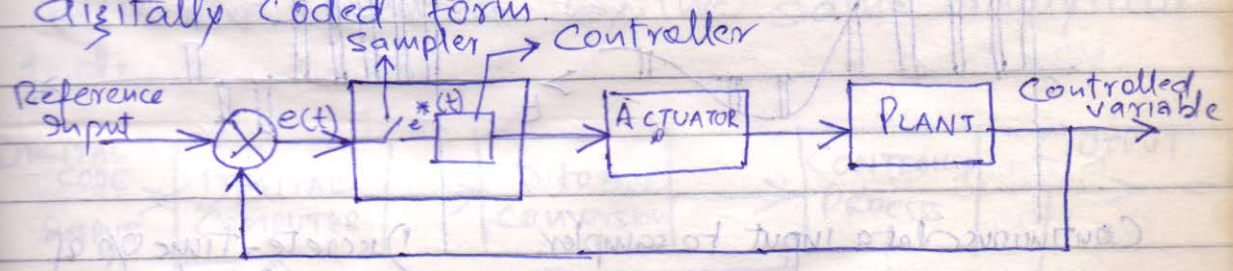 digitally coded form.
Sampler
Controller
Reference
Input
e(t)
e*(t)
ACTUATOR
PLANT
Controlled
variable